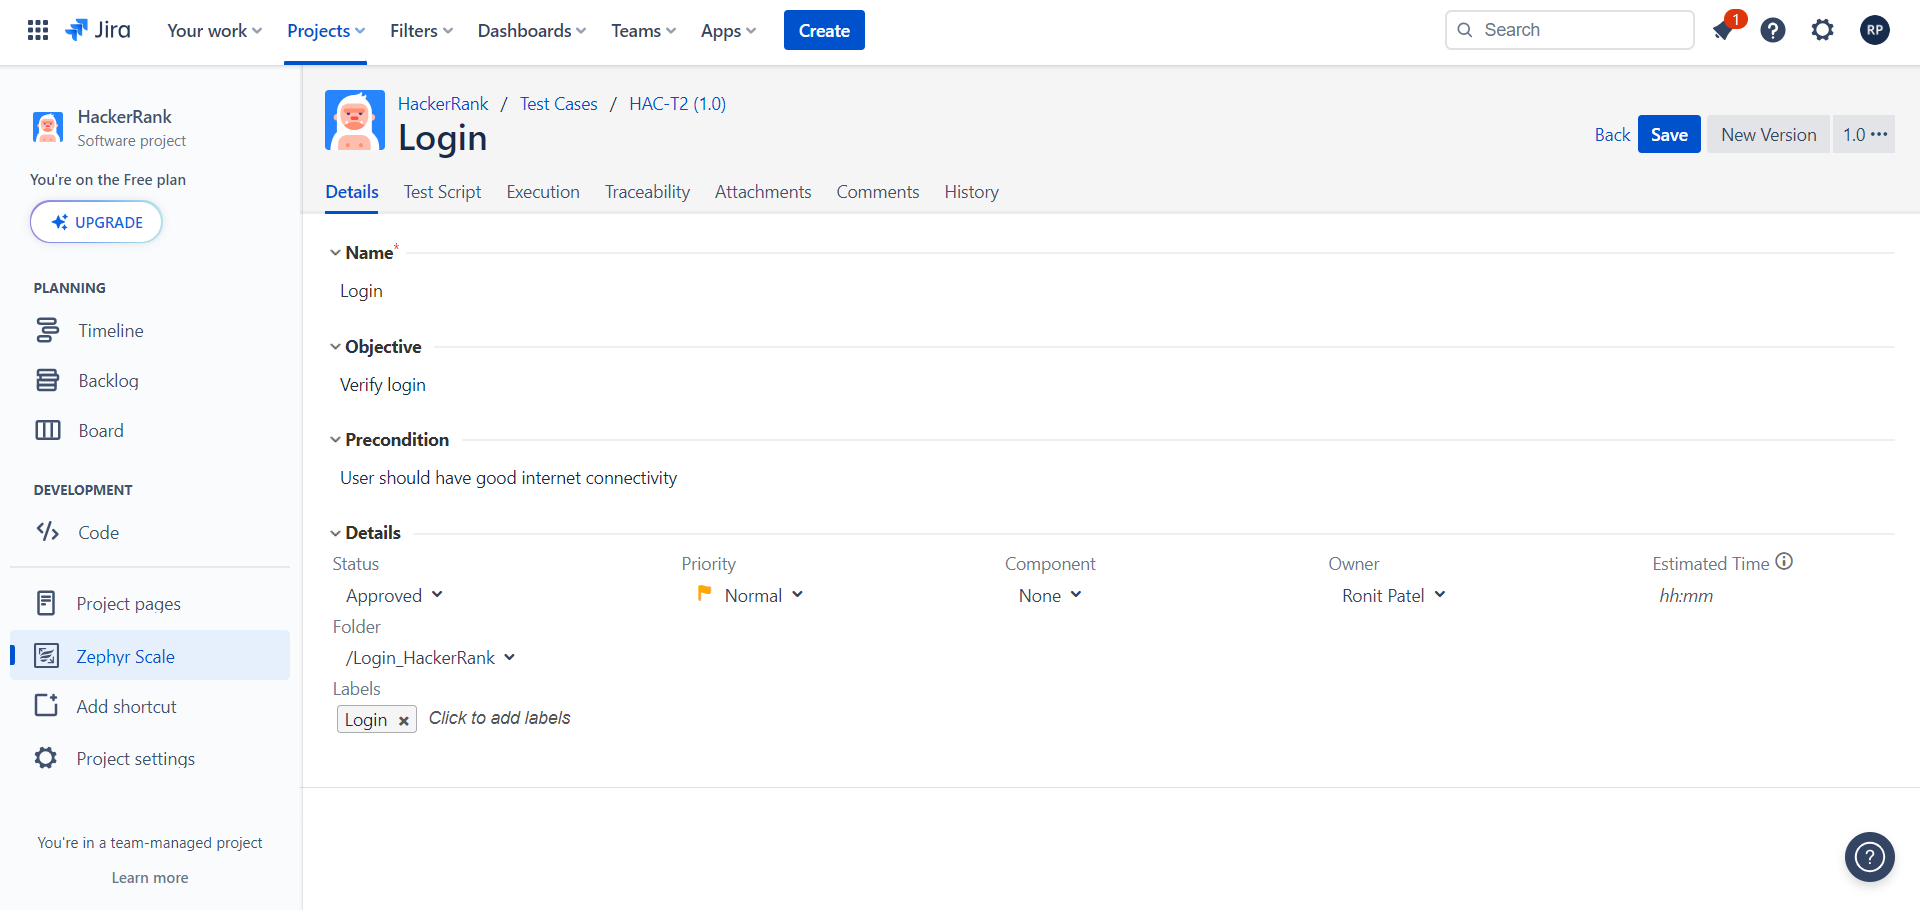 Jira
Your work
Projects
Filters
Dashboards
Teams
Apps
Create
Search
1
RP
HackerRank
Software project
You're on the Free plan
UPGRADE
PLANNING
Timeline
Backlog
Board
DEVELOPMENT
Code
Project pages
Zephyr Scale
Add shortcut
Project settings
You're in a team-managed project
Learn more
HackerRank / Test Cases / HAC-T2 (1.0)
Login
Back
Save
New Version
1.0 •••
Details
Test Script
Execution
Traceability
Attachments
Comments
History
Name*
Login
Objective
Verify login
Precondition
User should have good internet connectivity
Details
Status
Priority
Component
Owner
Estimated Time
Approved
Normal
None
Ronit Patel
hh:mm
Folder
/Login_HackerRank
Labels
Login × Click to add labels